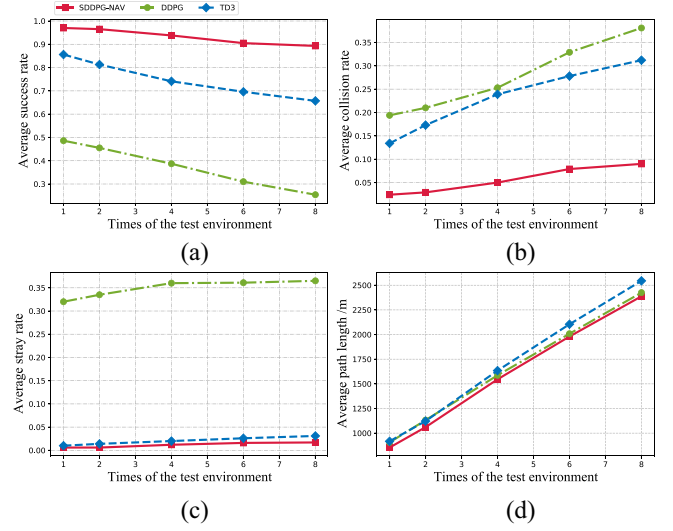 SDDPG-NAV DDPG TD3
1.0
0.9
0.8
0.7
0.6
0.5
0.4
0.3
Average success rate
1 2 3 4 5 6 7 8
Times of the test environment
(a)
0.35
0.30
0.25
0.20
0.15
0.10
0.05
Average collision rate
1 2 3 4 5 6 7 8
Times of the test environment
(b)
0.35
0.30
0.25
0.20
0.15
0.10
0.05
0.00
Average stray rate
1 2 3 4 5 6 7 8
Times of the test environment
(c)
2500
2250
2000
1750
1500
1250
1000
Average path length /m
1 2 3 4 5 6 7 8
Times of the test environment
(d)